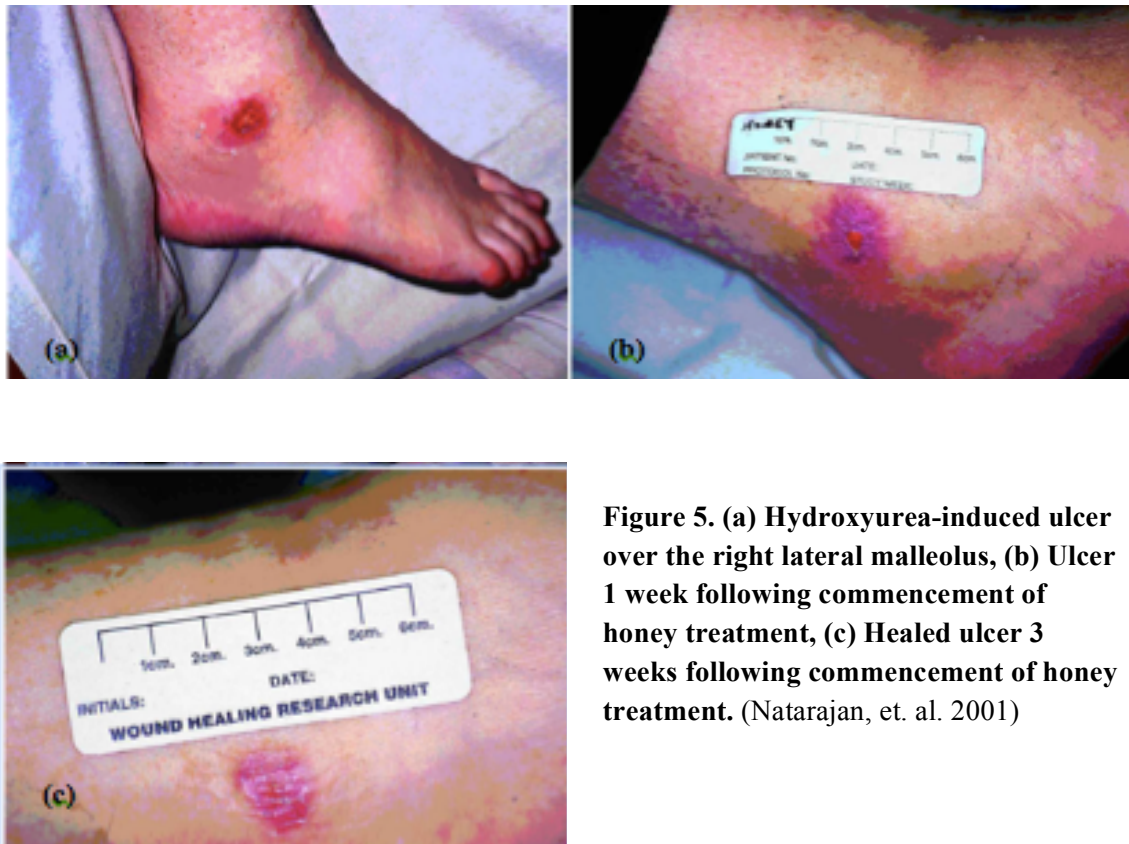 (a)
(b)
1cm. 2cm. 3cm. 4cm. 5cm. 6cm.
INITIALS:
DATE:
WOUND HEALING RESEARCH UNIT
(c)
Figure 5. (a) Hydroxyurea-induced ulcer
over the right lateral malleolus, (b) Ulcer
1 week following commencement of
honey treatment, (c) Healed ulcer 3
weeks following commencement of honey
treatment. (Natarajan, et. al. 2001)